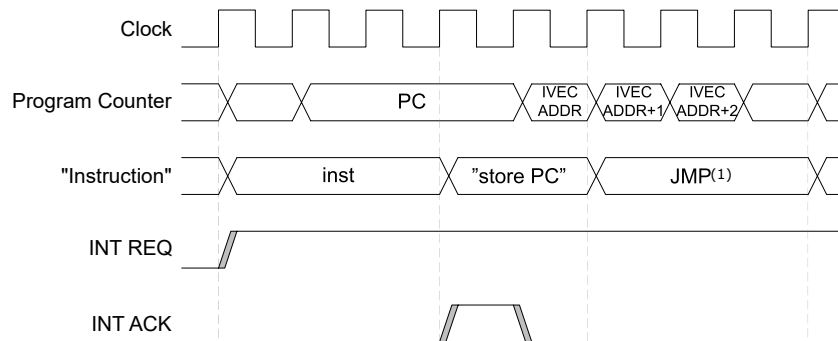 Clock
Program Counter
PC
IVEC
ADDR
IVEC
ADDR+1
IVEC
ADDR+2
"Instruction"
inst
”store PC”
JMP(1)
INT REQ
INT ACK